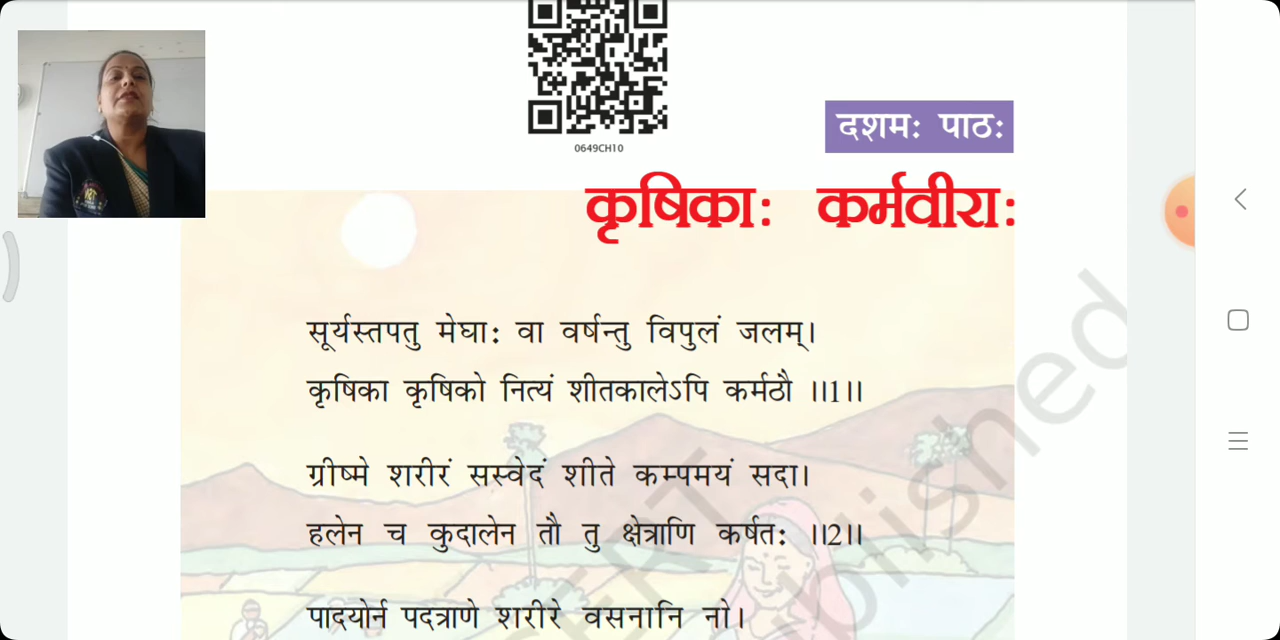 0649CH10
दशमः पाठः
कृषिकाः कर्मवीराः
सूर्यस्तपतु मेघाः वा वर्षन्तु विपुलं जलम्।
कृषिका कृषिको नित्यं शीतकालेऽपि कर्मठौ ।।1।।
ग्रीष्मे शरीरं सस्वेदं शीते कम्पमयं सदा।
हलेन च कुदालेन तौ तु क्षेत्राणि कर्षतः ।।2।।
पादयोर्न पदत्राणे शरीरे वसनानि नो।